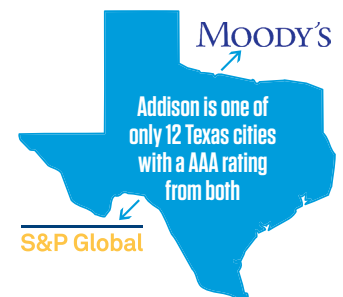 MOODY'S
Addison is one of
only 12 Texas cities
with a AAA rating
from both
S&P Global